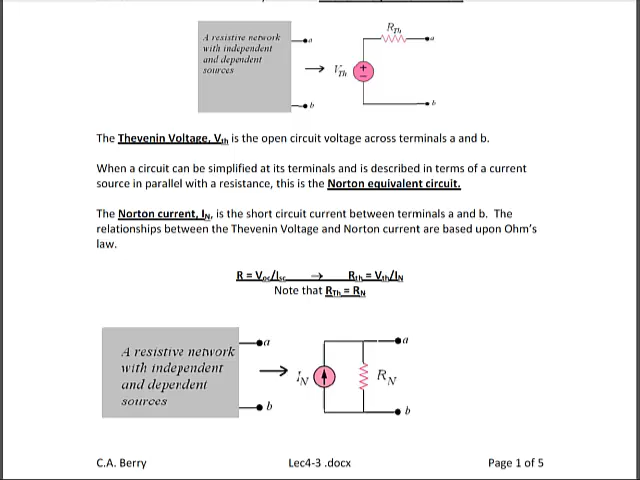 A resistive network
with independent
and dependent
sources
a
b
V_Th
R_Th
+
−
a
b
The Thevenin Voltage, V_th is the open circuit voltage across terminals a and b.
When a circuit can be simplified at its terminals and is described in terms of a current
source in parallel with a resistance, this is the Norton equivalent circuit.
The Norton current, I_N, is the short circuit current between terminals a and b. The
relationships between the Thevenin Voltage and Norton current are based upon Ohm's
law.
R = V_oc/I_sc → R_th = V_th/I_N
Note that R_Th = R_N
A resistive network
with independent
and dependent
sources
a
b
I_N
R_N
a
b
C.A. Berry Lec4-3 .docx Page 1 of 5